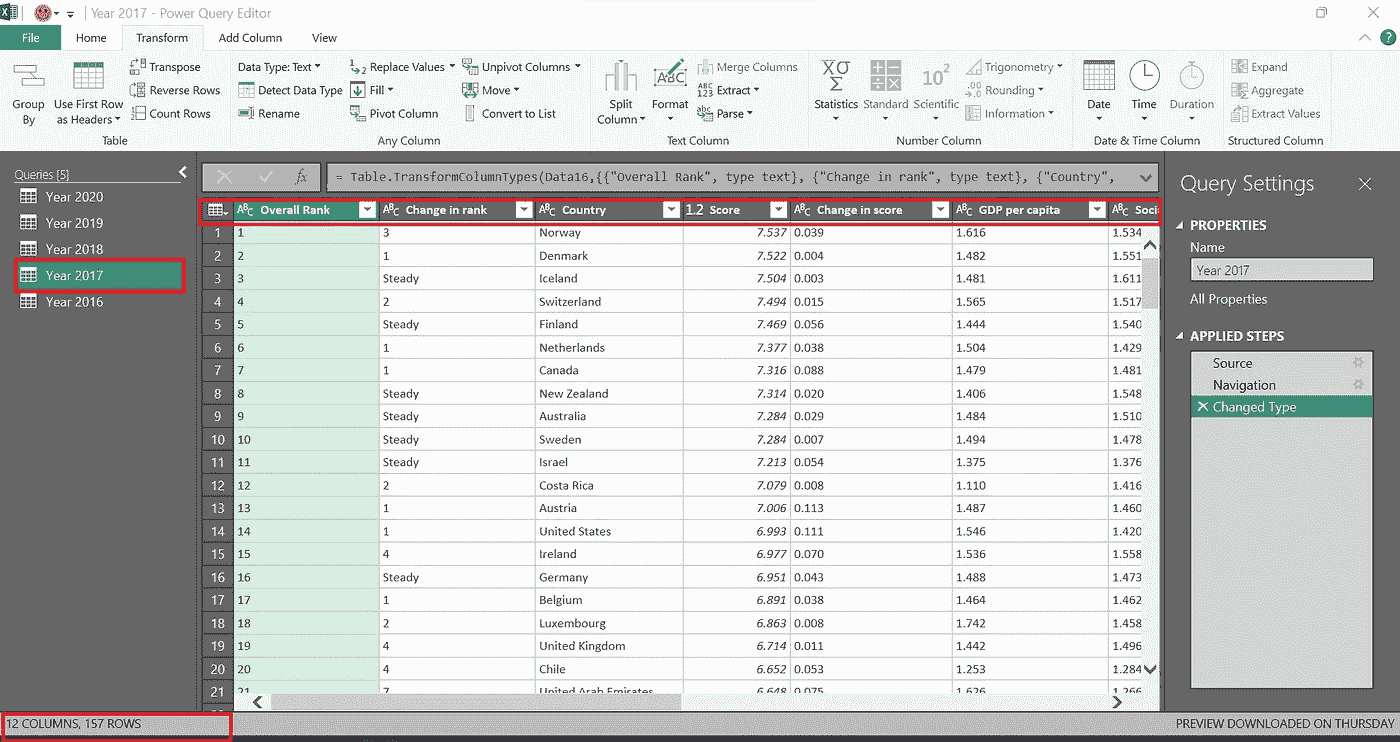 Year 2017 - Power Query Editor
File Home Transform Add Column View
Group By
Use First Row as Headers
Transpose
Reverse Rows
Count Rows
Table
Data Type: Text
Detect Data Type
Rename
Replace Values
Fill
Pivot Column
Unpivot Columns
Move
Convert to List
Any Column
Split Column
Format
Merge Columns
Extract
Parse
Text Column
Statistics
Standard
Scientific
Trigonometry
Rounding
Information
Number Column
Date
Time
Duration
Date & Time Column
Expand
Aggregate
Extract Values
Structured Column
Queries [5]
Year 2020
Year 2019
Year 2018
Year 2017
Year 2016
= Table.TransformColumnTypes(Data16,{{"Overall Rank", type text}, {"Change in rank", type text}, {"Country",
Overall Rank Change in rank Country 1.2 Score Change in score GDP per capita Soci
1 1 3 Norway 7.537 0.039 1.616 1.534
2 2 1 Denmark 7.522 0.004 1.482 1.551
3 3 Steady Iceland 7.504 0.003 1.481 1.611
4 4 2 Switzerland 7.494 0.015 1.565 1.517
5 5 Steady Finland 7.469 0.056 1.444 1.540
6 6 1 Netherlands 7.377 0.038 1.504 1.429
7 7 1 Canada 7.316 0.088 1.479 1.481
8 8 Steady New Zealand 7.314 0.020 1.406 1.548
9 9 Steady Australia 7.284 0.029 1.484 1.510
10 10 Steady Sweden 7.284 0.007 1.494 1.478
11 11 Steady Israel 7.213 0.054 1.375 1.376
12 12 2 Costa Rica 7.079 0.008 1.110 1.416
13 13 1 Austria 7.006 0.113 1.487 1.460
14 14 1 United States 6.993 0.111 1.546 1.420
15 15 4 Ireland 6.977 0.070 1.536 1.558
16 16 Steady Germany 6.951 0.043 1.488 1.473
17 17 1 Belgium 6.891 0.038 1.464 1.462
18 18 2 Luxembourg 6.863 0.008 1.742 1.458
19 19 4 United Kingdom 6.714 0.011 1.442 1.496
20 20 4 Chile 6.652 0.053 1.253 1.284
21 21 7 United Arab Emirates 6.648 0.075 1.626 1.266
Query Settings
PROPERTIES
Name
Year 2017
All Properties
APPLIED STEPS
Source
Navigation
Changed Type
12 COLUMNS, 157 ROWS
PREVIEW DOWNLOADED ON THURSDAY